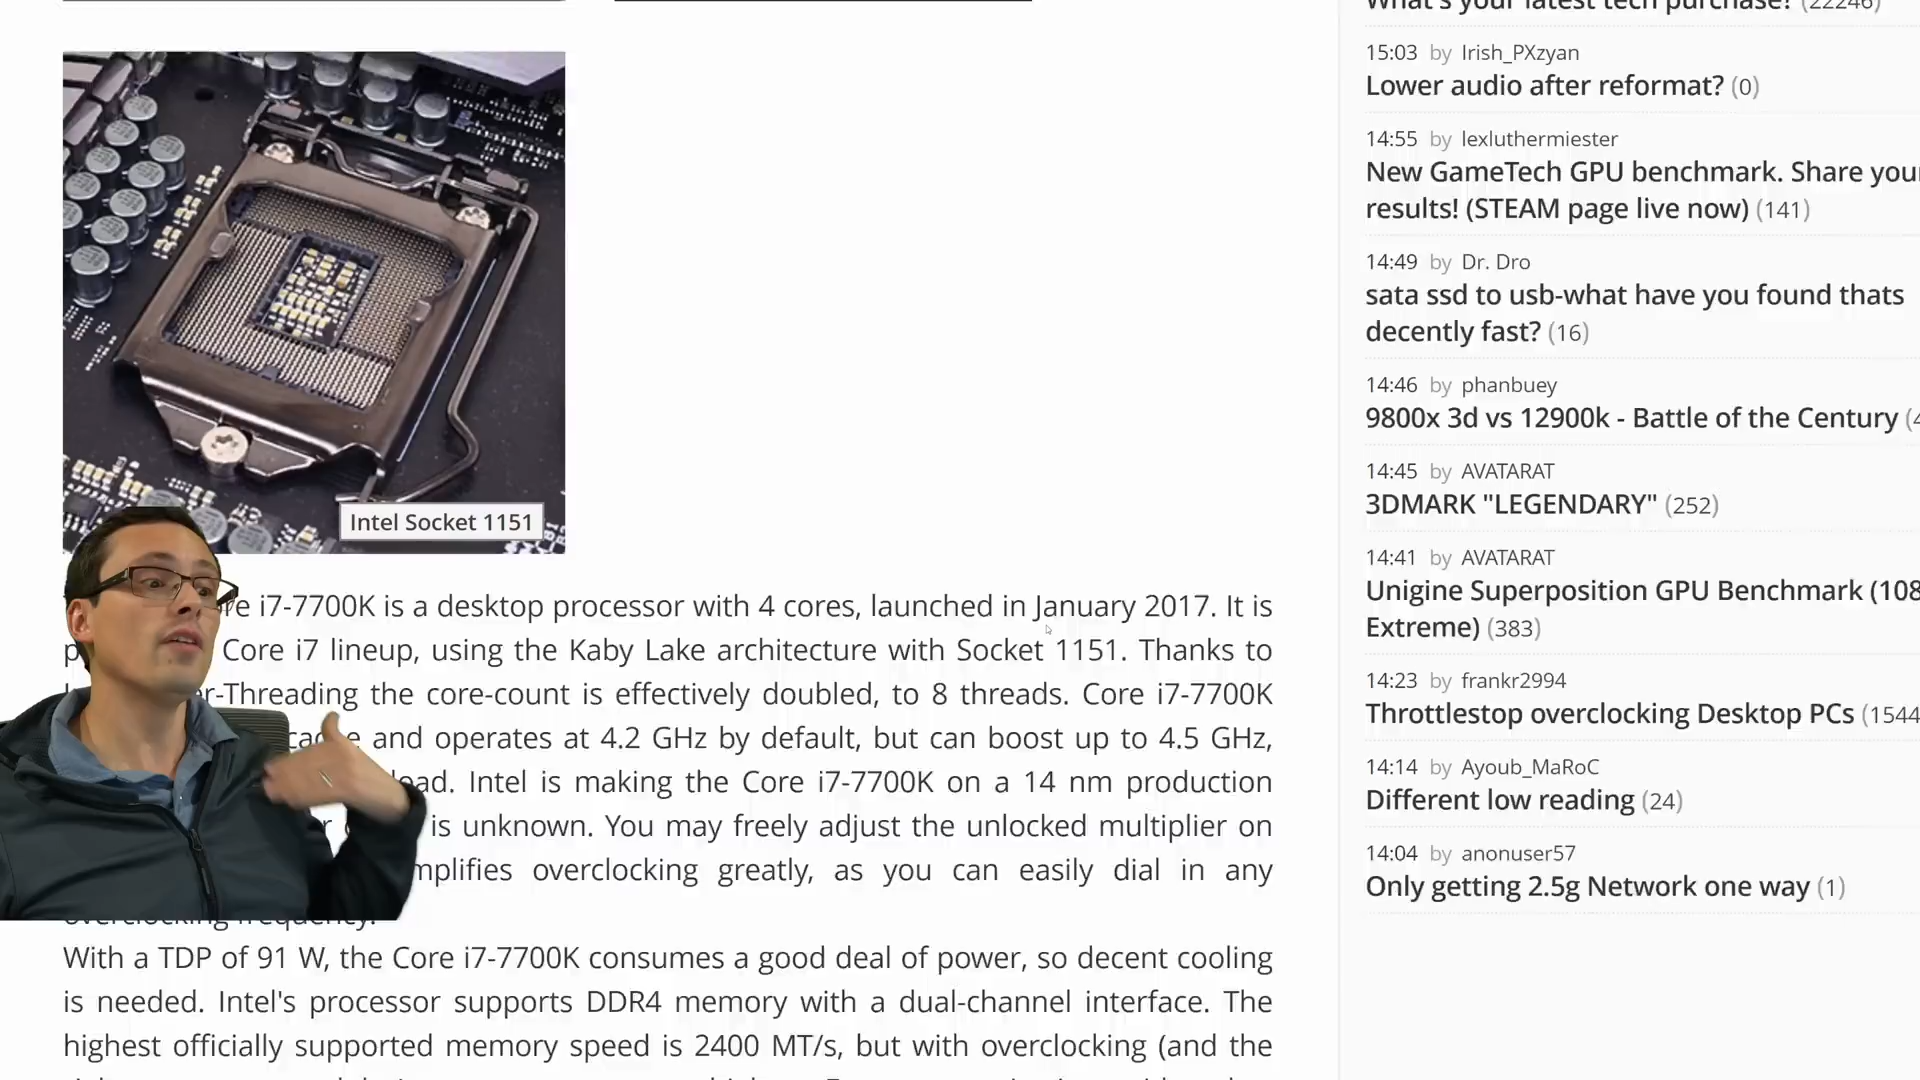 Intel Socket 1151
re i7-7700K is a desktop processor with 4 cores, launched in January 2017. It is
Core i7 lineup, using the Kaby Lake architecture with Socket 1151. Thanks to
r-Threading the core-count is effectively doubled, to 8 threads. Core i7-7700K
and operates at 4.2 GHz by default, but can boost up to 4.5 GHz,
oad. Intel is making the Core i7-7700K on a 14 nm production
is unknown. You may freely adjust the unlocked multiplier on
mplifies overclocking greatly, as you can easily dial in any
overclocking frequency.
With a TDP of 91 W, the Core i7-7700K consumes a good deal of power, so decent cooling
is needed. Intel's processor supports DDR4 memory with a dual-channel interface. The
highest officially supported memory speed is 2400 MT/s, but with overclocking (and the
What's your latest tech purchase? (22246)
15:03 by Irish_PXzyan
Lower audio after reformat? (0)
14:55 by lexluthermiester
New GameTech GPU benchmark. Share your
results! (STEAM page live now) (141)
14:49 by Dr. Dro
sata ssd to usb-what have you found thats
decently fast? (16)
14:46 by phanbuey
9800x 3d vs 12900k - Battle of the Century (4
14:45 by AVATARAT
3DMARK "LEGENDARY" (252)
14:41 by AVATARAT
Unigine Superposition GPU Benchmark (108
Extreme) (383)
14:23 by frankr2994
Throttlestop overclocking Desktop PCs (1544
14:14 by Ayoub_MaRoC
Different low reading (24)
14:04 by anonuser57
Only getting 2.5g Network one way (1)